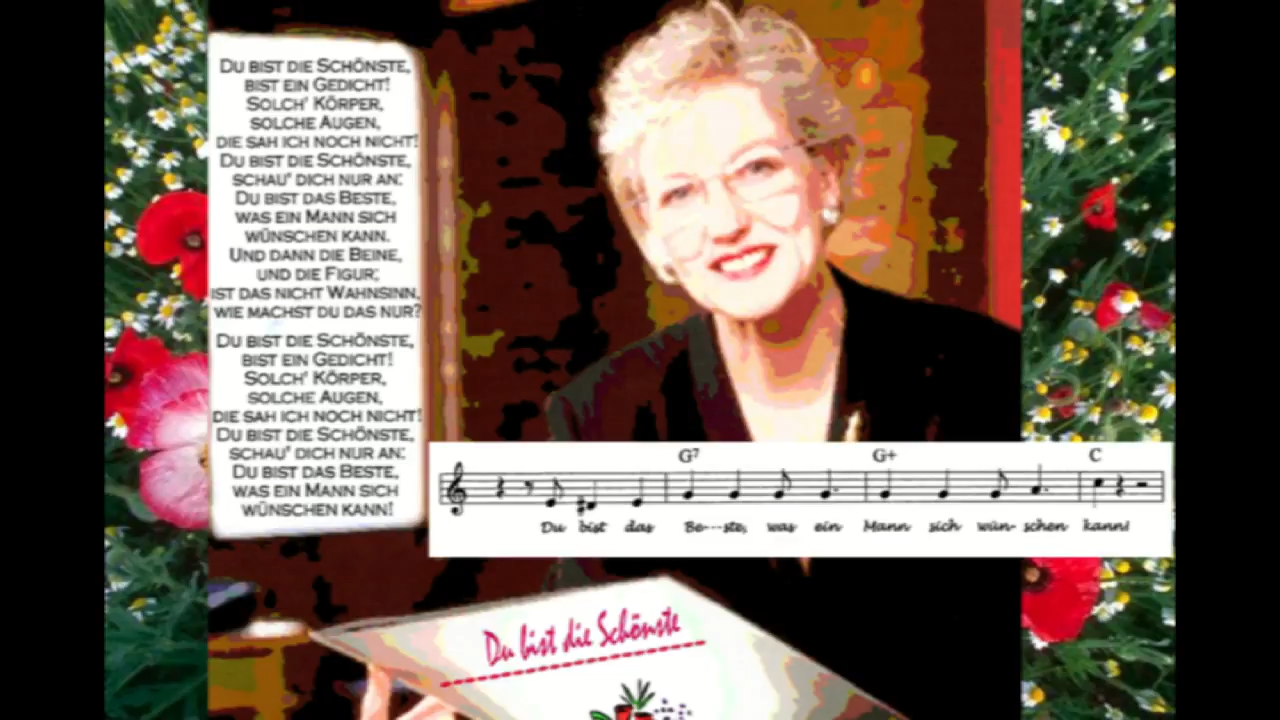 DU BIST DIE SCHÖNSTE,
BIST EIN GEDICHT!
SOLCH' KÖRPER,
SOLCHE AUGEN,
DIE SAH ICH NOCH NICHT!
DU BIST DIE SCHÖNSTE,
SCHAU' DICH NUR AN:
DU BIST DAS BESTE,
WAS EIN MANN SICH
WÜNSCHEN KANN.
UND DANN DIE BEINE,
UND DIE FIGUR;
IST DAS NICHT WAHNSINN,
WIE MACHST DU DAS NUR?
DU BIST DIE SCHÖNSTE,
BIST EIN GEDICHT!
SOLCH' KÖRPER,
SOLCHE AUGEN,
DIE SAH ICH NOCH NICHT!
DU BIST DIE SCHÖNSTE,
SCHAU' DICH NUR AN:
DU BIST DAS BESTE,
WAS EIN MANN SICH
WÜNSCHEN KANN!
G7 G+ C
Du bist das Be---ste, was ein Mann sich wün- schen kann!
Du bist die Schönste